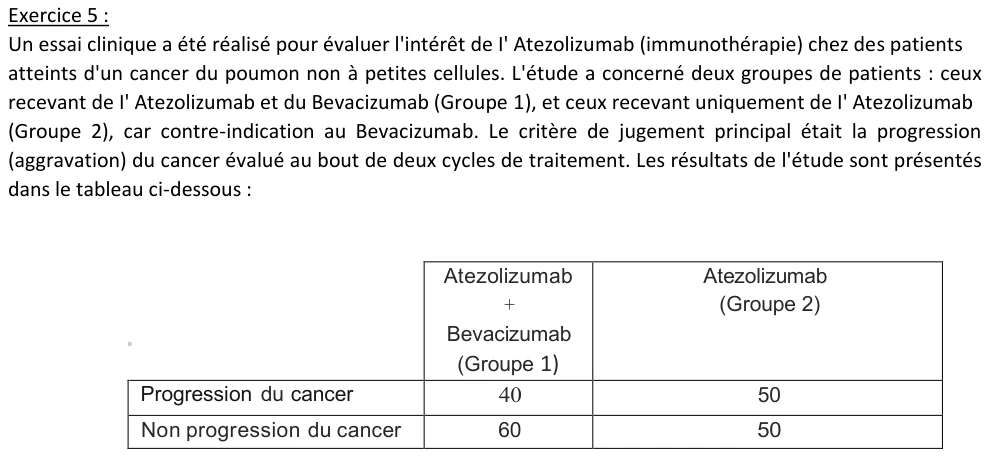 Exercice 5 :
Un essai clinique a été réalisé pour évaluer l'intérêt de l' Atezolizumab (immunothérapie) chez des patients
atteints d'un cancer du poumon non à petites cellules. L'étude a concerné deux groupes de patients : ceux
recevant de l' Atezolizumab et du Bevacizumab (Groupe 1), et ceux recevant uniquement de l' Atezolizumab
(Groupe 2), car contre-indication au Bevacizumab. Le critère de jugement principal était la progression
(aggravation) du cancer évalué au bout de deux cycles de traitement. Les résultats de l'étude sont présentés
dans le tableau ci-dessous :
Atezolizumab
+
Bevacizumab
(Groupe 1)
Atezolizumab
(Groupe 2)
Progression du cancer 40 50
Non progression du cancer 60 50